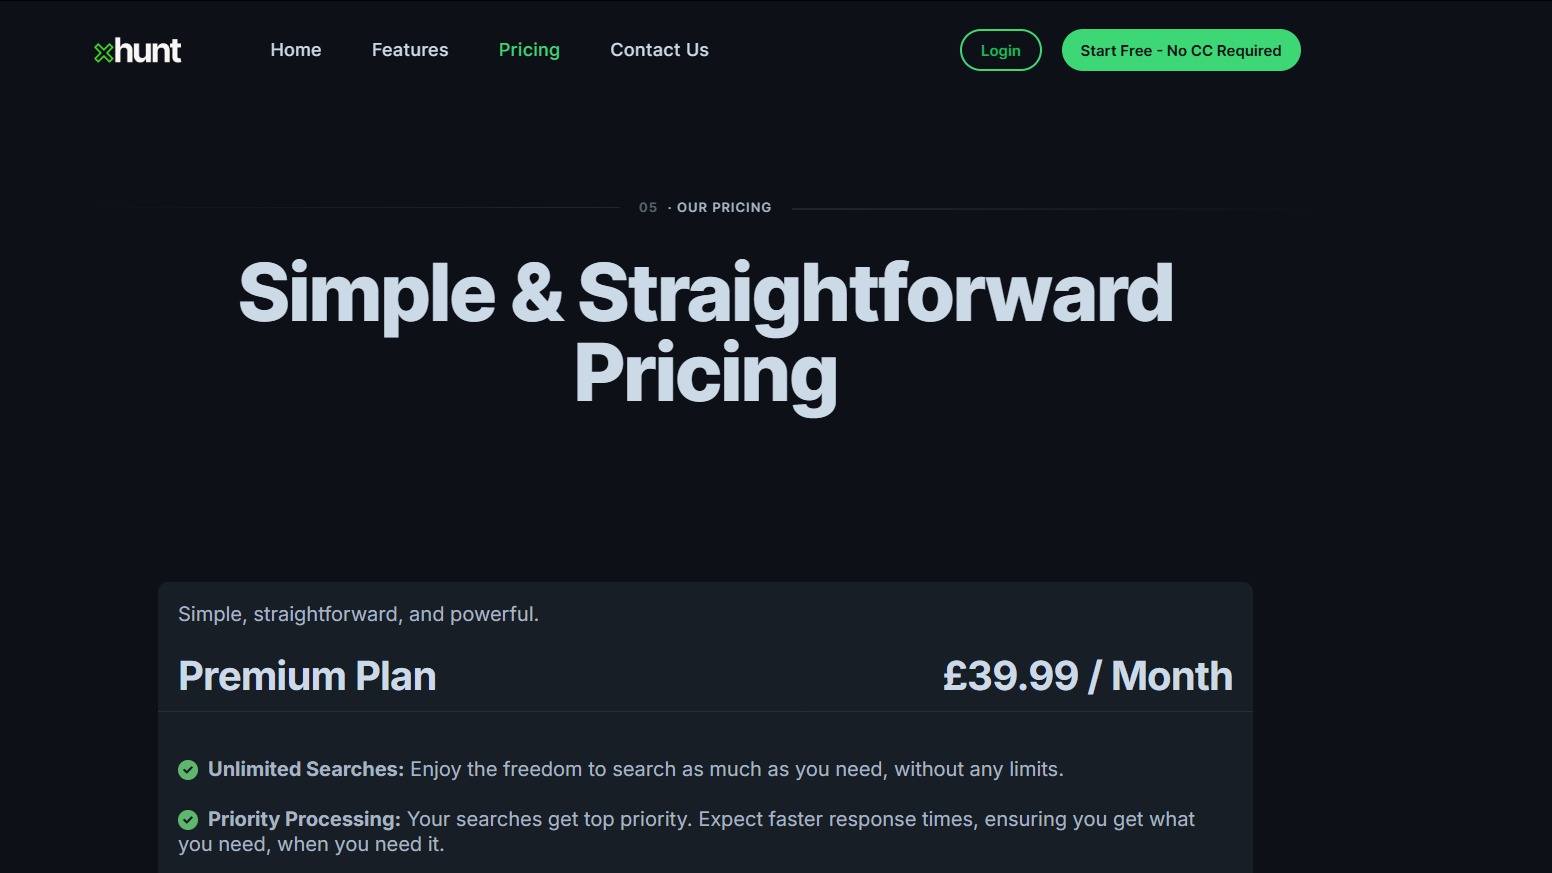 xhunt
Home
Features
Pricing
Contact Us
Login
Start Free - No CC Required
05 · OUR PRICING
Simple & Straightforward
Pricing
Simple, straightforward, and powerful.
Premium Plan
£39.99 / Month
Unlimited Searches: Enjoy the freedom to search as much as you need, without any limits.
Priority Processing: Your searches get top priority. Expect faster response times, ensuring you get what
you need, when you need it.